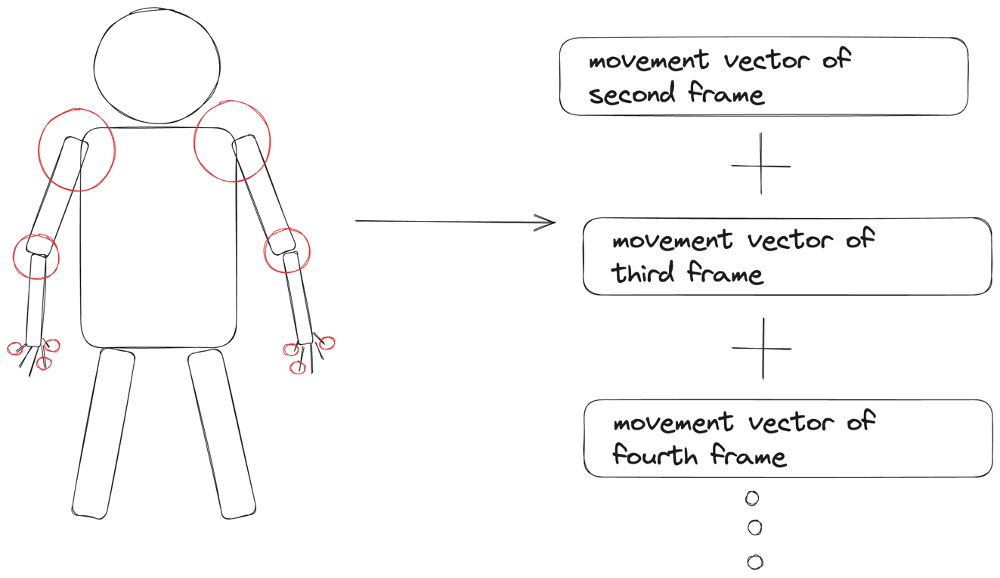 movement vector of
second frame
movement vector of
third frame
movement vector of
fourth frame